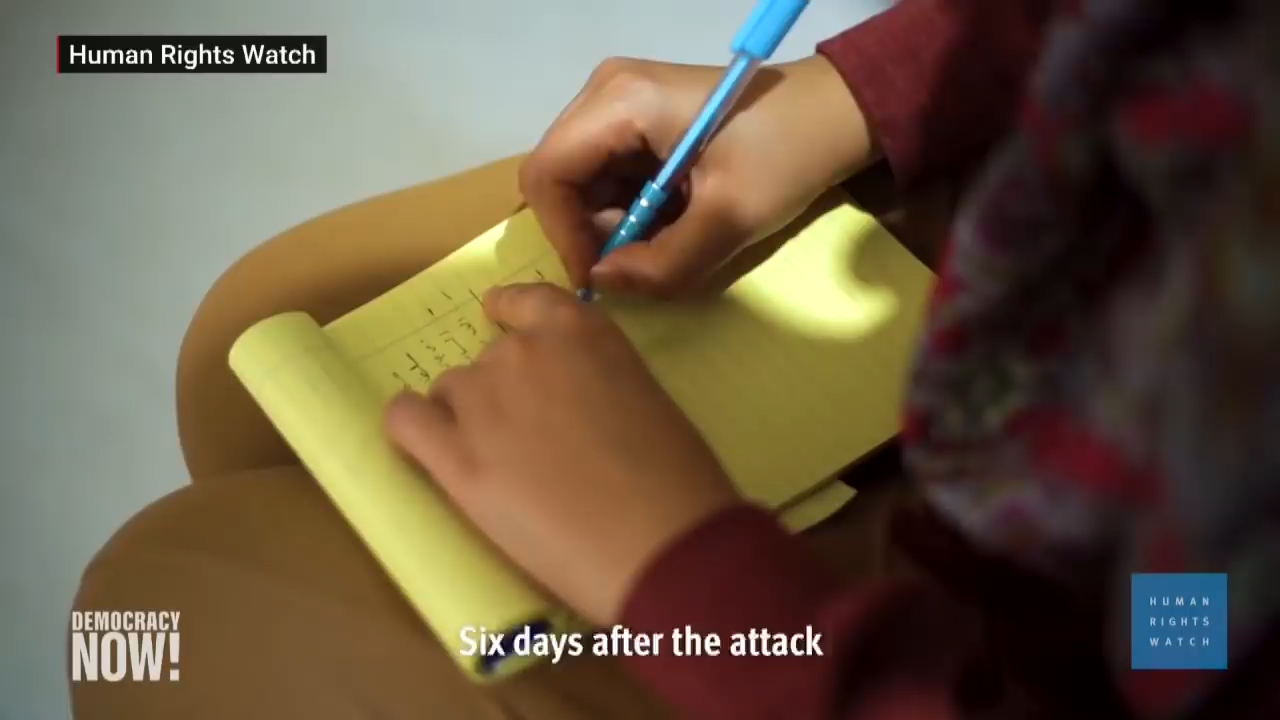 Human Rights Watch
DEMOCRACY
NOW!
Six days after the attack
HUMAN
RIGHTS
WATCH